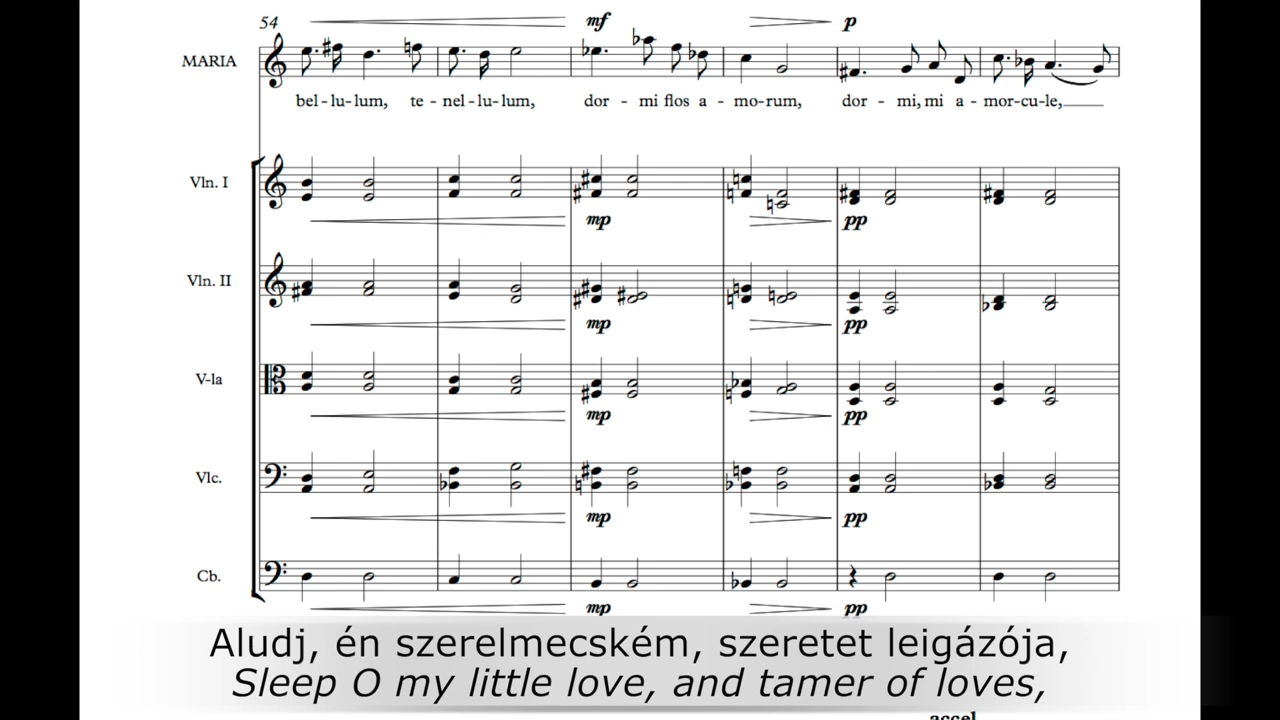 54
mf
p
MARIA
bel - lu - lum, te - nel - lu - lum, dor - mi flos a - mo - rum, dor - mi, mi a - mor - cu - le,
Vln. I
mp
pp
Vln. II
mp
pp
V-la
mp
pp
Vlc.
mp
pp
Cb.
mp
pp
Aludj, én szerelmecském, szeretet leigázója,
Sleep O my little love, and tamer of loves,
accel